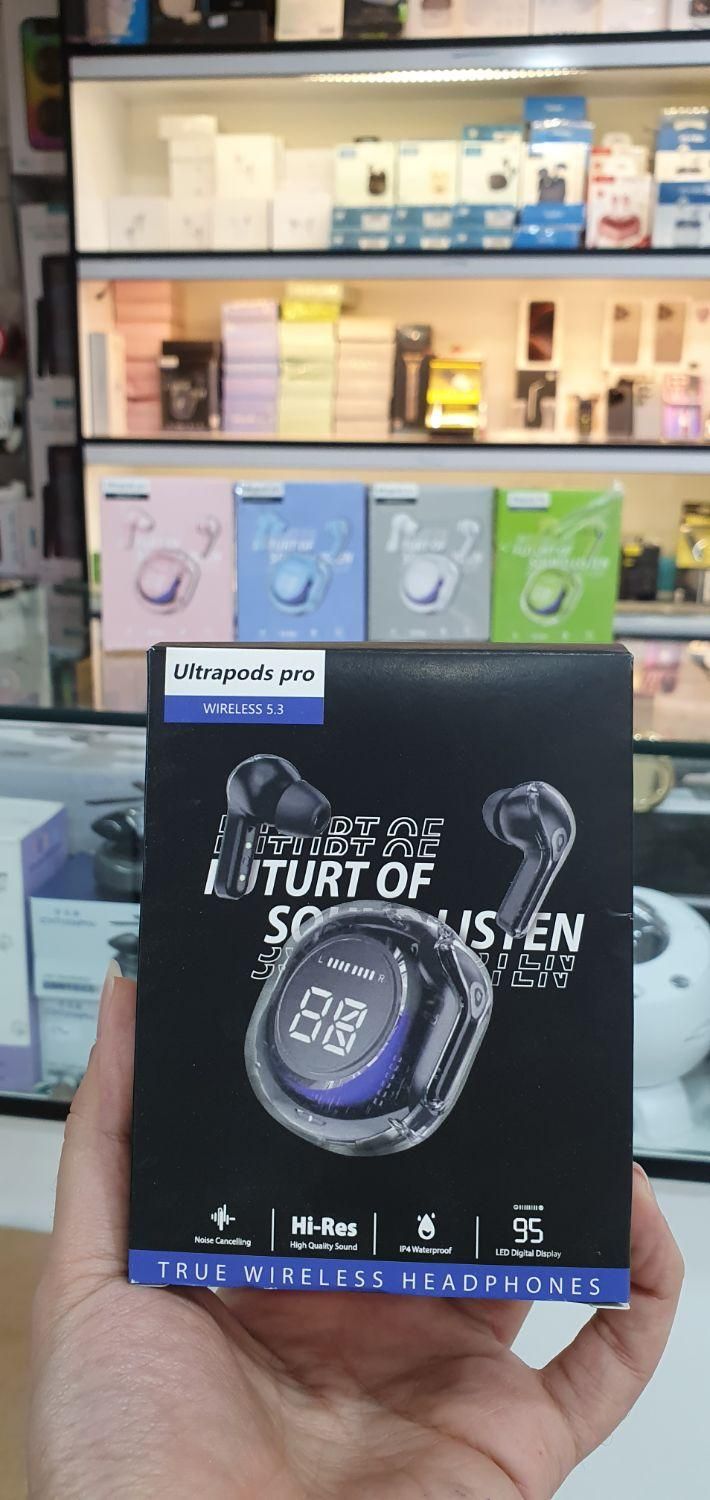 Ultrapods pro
WIRELESS 5.3
FUTURT OF
SOUND LISTEN
L R
88
Noise Cancelling
Hi-Res
High Quality Sound
IP4 Waterproof
95
LED Digital Display
TRUE WIRELESS HEADPHONES